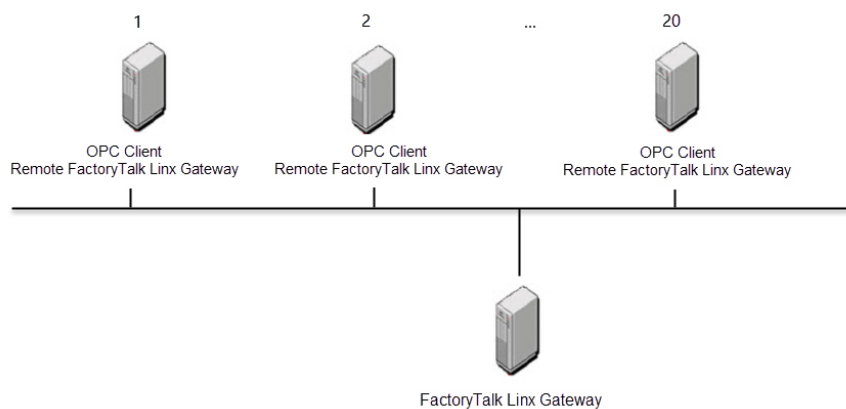 1
2
...
20
OPC Client
Remote FactoryTalk Linx Gateway
OPC Client
Remote FactoryTalk Linx Gateway
OPC Client
Remote FactoryTalk Linx Gateway
FactoryTalk Linx Gateway